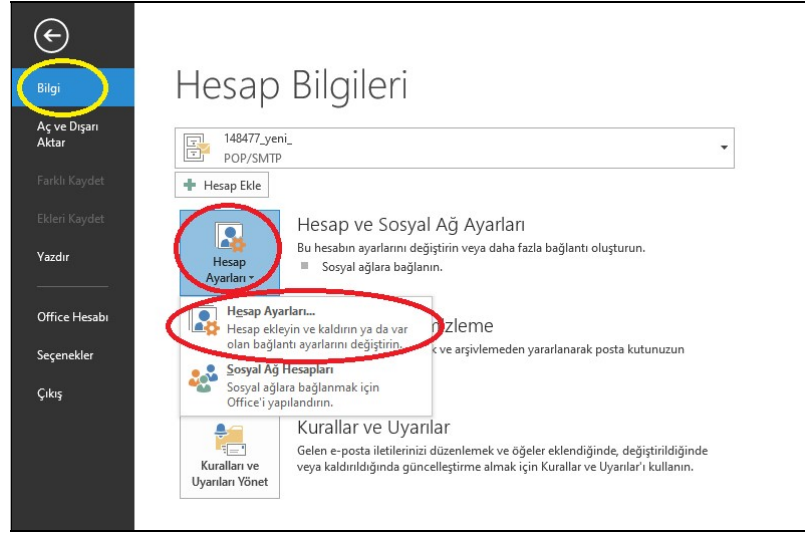 Bilgi
Aç ve Dışarı
Aktar
Farklı Kaydet
Ekleri Kaydet
Yazdır
Office Hesabı
Seçenekler
Çıkış
Hesap Bilgileri
148477_yeni_
POP/SMTP
Hesap Ekle
Hesap
Ayarları
Hesap ve Sosyal Ağ Ayarları
Bu hesabın ayarlarını değiştirin veya daha fazla bağlantı oluşturun.
Sosyal ağlara bağlanın.
Hesap Ayarları...
Hesap ekleyin ve kaldırın ya da var
olan bağlantı ayarlarını değiştirin.
Sosyal Ağ Hesapları
Sosyal ağlara bağlanmak için
Office'i yapılandırın.
izleme
k ve arşivlemeden yararlanarak posta kutunuzun
Kuralları ve
Uyarıları Yönet
Kurallar ve Uyarılar
Gelen e-posta iletilerinizi düzenlemek ve öğeler eklendiğinde, değiştirildiğinde
veya kaldırıldığında güncelleştirme almak için Kurallar ve Uyarılar'ı kullanın.